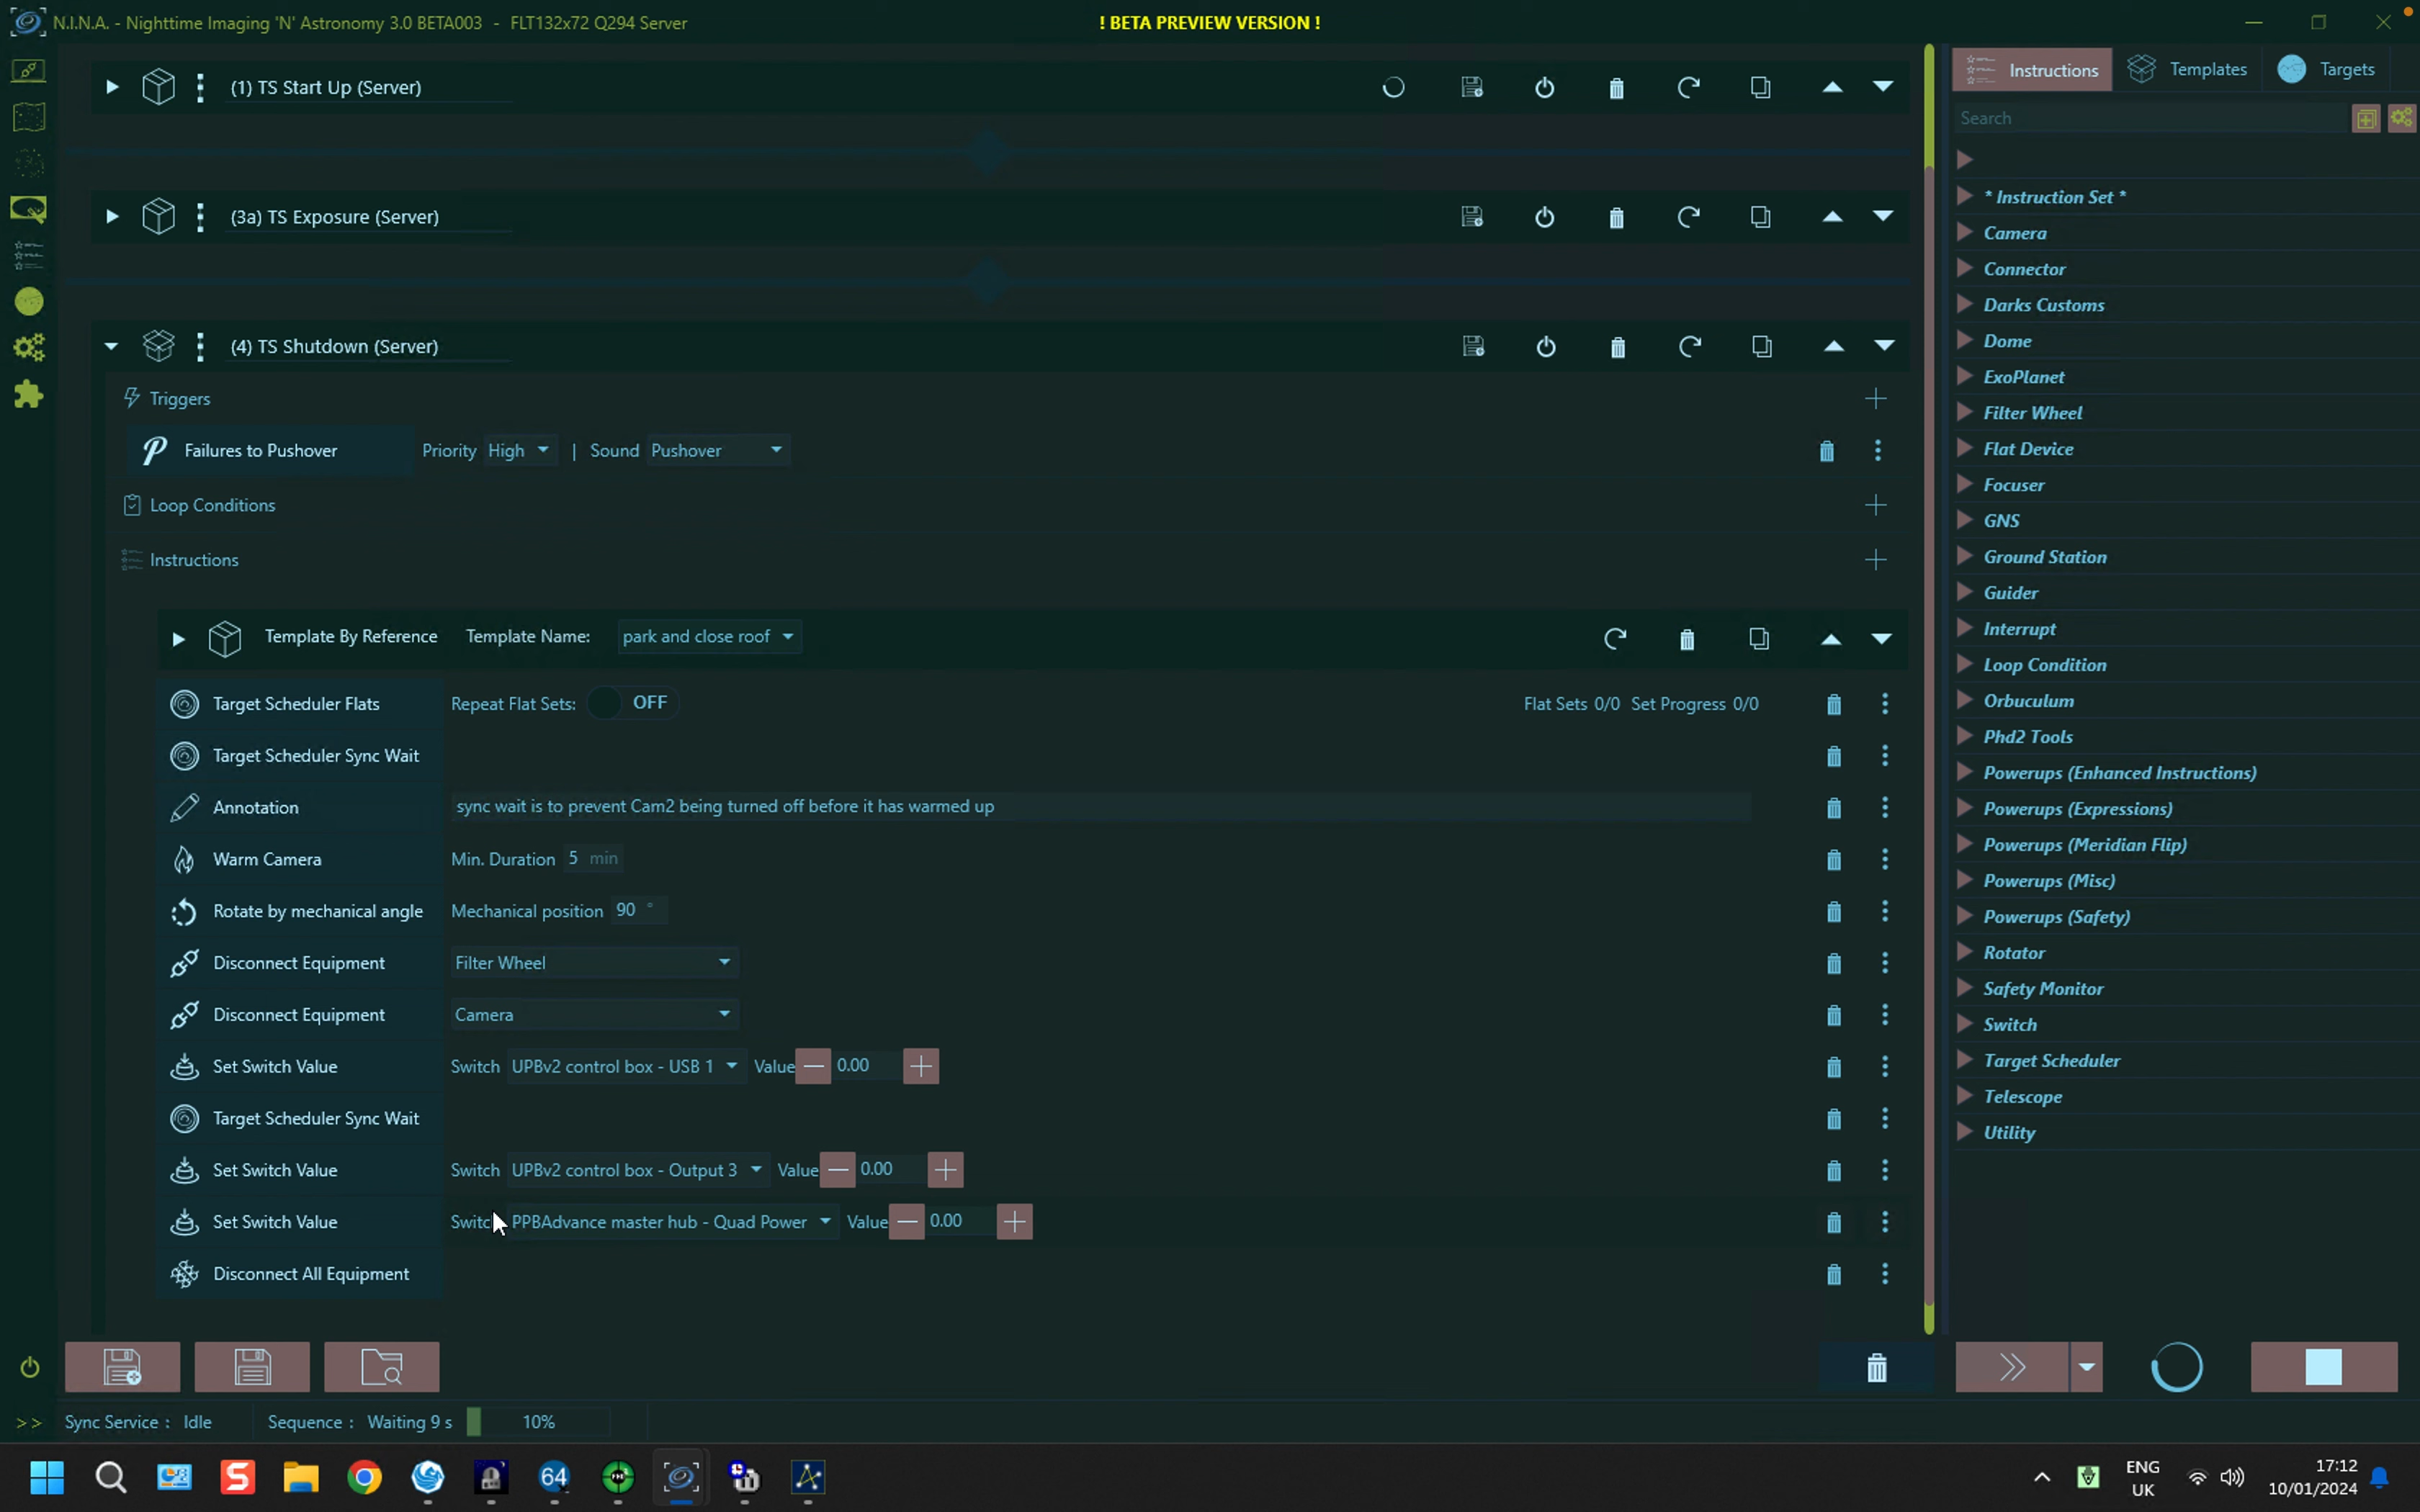 N.I.N.A. - Nighttime Imaging 'N' Astronomy 3.0 BETA003 - FLT132x72 Q294 Server
! BETA PREVIEW VERSION !
(1) TS Start Up (Server)
(3a) TS Exposure (Server)
(4) TS Shutdown (Server)
Triggers
Failures to Pushover Priority High | Sound Pushover
Loop Conditions
Instructions
Template By Reference Template Name: park and close roof
Target Scheduler Flats Repeat Flat Sets: OFF Flat Sets 0/0 Set Progress 0/0
Target Scheduler Sync Wait
Annotation sync wait is to prevent Cam2 being turned off before it has warmed up
Warm Camera Min. Duration 5 min
Rotate by mechanical angle Mechanical position 90 °
Disconnect Equipment Filter Wheel
Disconnect Equipment Camera
Set Switch Value Switch UPBv2 control box - USB 1 Value 0.00
Target Scheduler Sync Wait
Set Switch Value Switch UPBv2 control box - Output 3 Value 0.00
Set Switch Value Switch PPBAdvance master hub - Quad Power Value 0.00
Disconnect All Equipment
Instructions Templates Targets
Search
* Instruction Set *
Camera
Connector
Darks Customs
Dome
ExoPlanet
Filter Wheel
Flat Device
Focuser
GNS
Ground Station
Guider
Interrupt
Loop Condition
Orbuculum
Phd2 Tools
Powerups (Enhanced Instructions)
Powerups (Expressions)
Powerups (Meridian Flip)
Powerups (Misc)
Powerups (Safety)
Rotator
Safety Monitor
Switch
Target Scheduler
Telescope
Utility
>> Sync Service : Idle Sequence : Waiting 9 s 10%
64
ENG
UK
17:12
10/01/2024